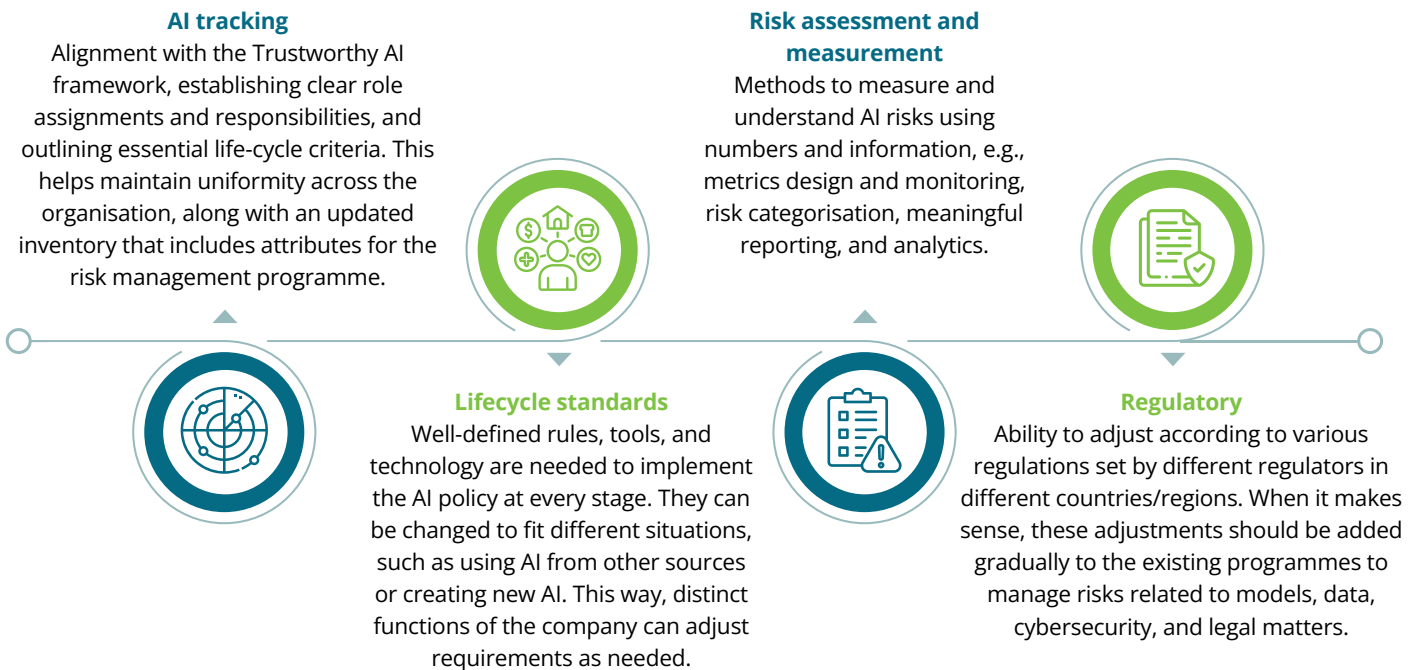 AI tracking
Alignment with the Trustworthy AI
framework, establishing clear role
assignments and responsibilities, and
outlining essential life-cycle criteria. This
helps maintain uniformity across the
organisation, along with an updated
inventory that includes attributes for the
risk management programme.
Lifecycle standards
Well-defined rules, tools, and
technology are needed to implement
the AI policy at every stage. They can
be changed to fit different situations,
such as using AI from other sources
or creating new AI. This way, distinct
functions of the company can adjust
requirements as needed.
Risk assessment and
measurement
Methods to measure and
understand AI risks using
numbers and information, e.g.,
metrics design and monitoring,
risk categorisation, meaningful
reporting, and analytics.
Regulatory
Ability to adjust according to various
regulations set by different regulators in
different countries/regions. When it makes
sense, these adjustments should be added
gradually to the existing programmes to
manage risks related to models, data,
cybersecurity, and legal matters.